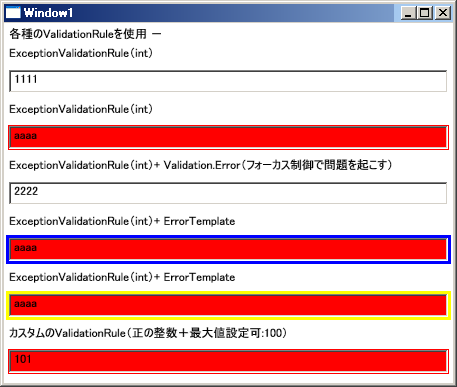 Window1
各種のValidationRuleを使用 ー
ExceptionValidationRule(int)
1111
ExceptionValidationRule(int)
aaaa
ExceptionValidationRule(int)+ Validation.Error(フォーカス制御で問題を起こす)
2222
ExceptionValidationRule(int)+ ErrorTemplate
aaaa
ExceptionValidationRule(int)+ ErrorTemplate
aaaa
カスタムのValidationRule(正の整数+最大値設定可:100)
101